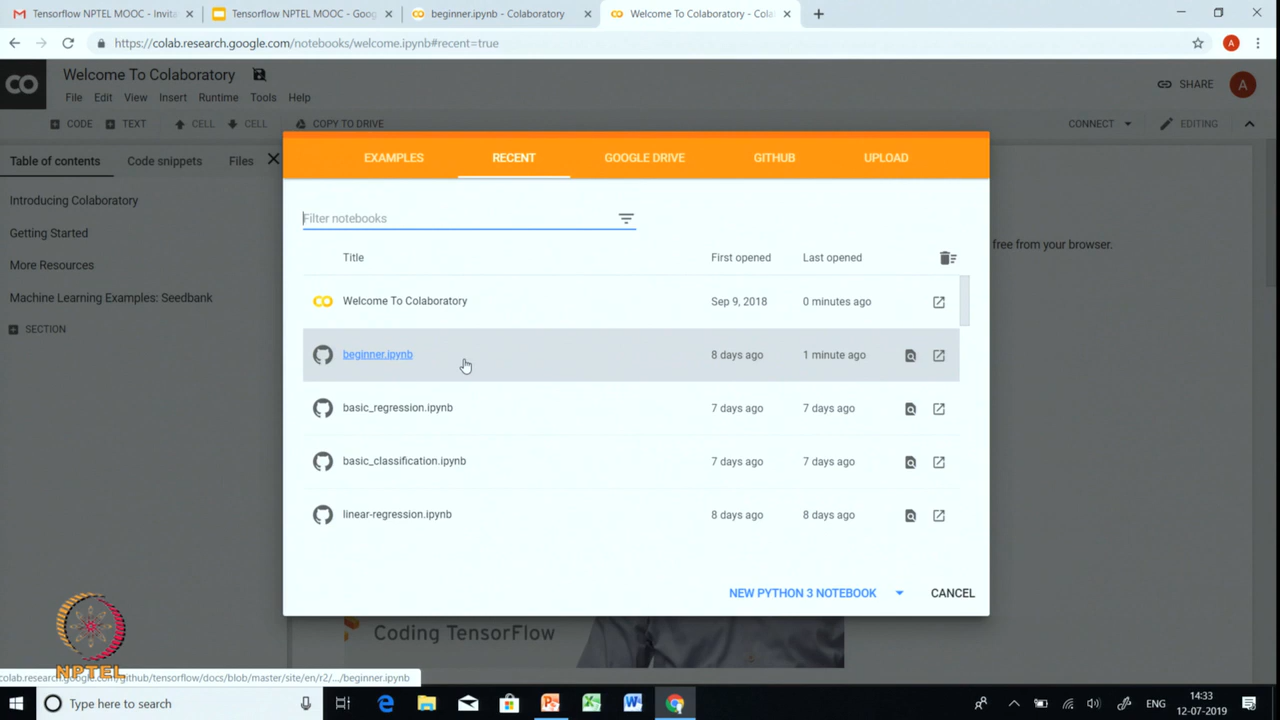 Tensorflow NPTEL MOOC - Invita
Tensorflow NPTEL MOOC - Goog
beginner.ipynb - Colaboratory
Welcome To Colaboratory - Cola
https://colab.research.google.com/notebooks/welcome.ipynb#recent=true
A
CO
Welcome To Colaboratory
SHARE
A
File Edit View Insert Runtime Tools Help
CODE TEXT CELL CELL COPY TO DRIVE
CONNECT EDITING
Table of contents Code snippets Files
EXAMPLES RECENT GOOGLE DRIVE GITHUB UPLOAD
Introducing Colaboratory
Getting Started
More Resources
Machine Learning Examples: Seedbank
SECTION
Filter notebooks
free from your browser.
Title First opened Last opened
CO Welcome To Colaboratory Sep 9, 2018 0 minutes ago
beginner.ipynb 8 days ago 1 minute ago
basic_regression.ipynb 7 days ago 7 days ago
basic_classification.ipynb 7 days ago 7 days ago
linear-regression.ipynb 8 days ago 8 days ago
NEW PYTHON 3 NOTEBOOK CANCEL
Coding TensorFlow
NPTEL
colab.research.google.com/github/tensorflow/docs/blob/master/site/en/r2/.../beginner.ipynb
Type here to search
ENG
14:33
12-07-2019